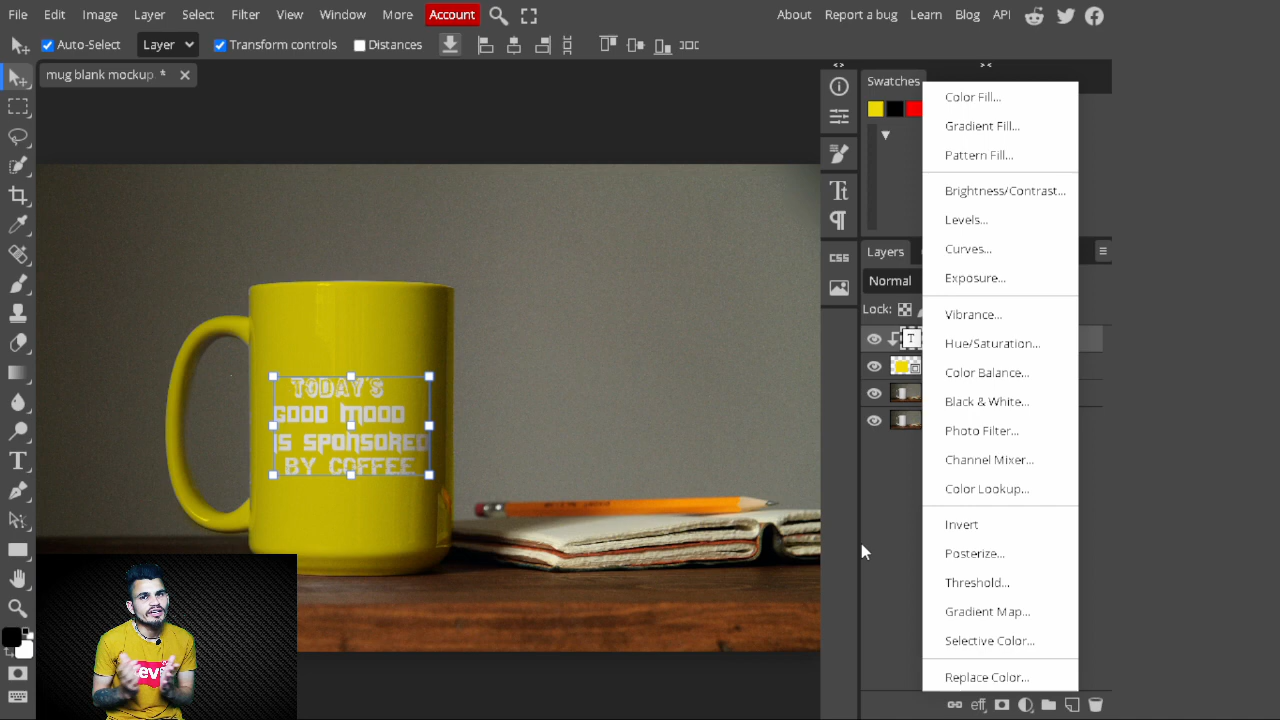 File Edit Image Layer Select Filter View Window More Account About Report a bug Learn Blog API
Auto-Select Layer Transform controls Distances
mug blank mockup. *
Swatches
Color Fill...
Gradient Fill...
Pattern Fill...
Brightness/Contrast...
Levels...
Curves...
Exposure...
Vibrance...
Hue/Saturation...
Color Balance...
Black & White...
Photo Filter...
Channel Mixer...
Color Lookup...
Invert
Posterize...
Threshold...
Gradient Map...
Selective Color...
Replace Color...
Layers
Normal
Lock:
CSS
eff
TODAY'S
GOOD MOOD
IS SPONSORED
BY COFFEE